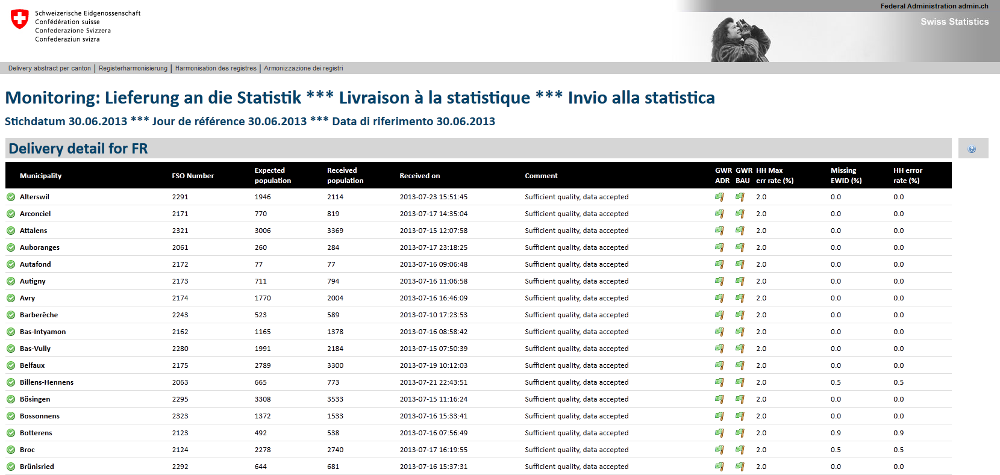 Schweizerische Eidgenossenschaft
Confédération suisse
Confederazione Svizzera
Confederaziun svizra
Federal Administration admin.ch
Swiss Statistics
Delivery abstract per canton | Registerharmonisierung | Harmonisation des registres | Armonizzazione dei registri
Monitoring: Lieferung an die Statistik *** Livraison à la statistique *** Invio alla statistica
Stichdatum 30.06.2013 *** Jour de référence 30.06.2013 *** Data di riferimento 30.06.2013
Delivery detail for FR
Municipality FSO Number Expected population Received population Received on Comment GWR ADR GWR BAU HH Max err rate (%) Missing EWID (%) HH error rate (%)
Alterswil 2291 1946 2114 2013-07-23 15:51:45 Sufficient quality, data accepted 2.0 0.0 0.0
Arconciel 2171 770 819 2013-07-17 14:35:04 Sufficient quality, data accepted 2.0 0.0 0.0
Attalens 2321 3006 3369 2013-07-15 12:07:58 Sufficient quality, data accepted 2.0 0.0 0.0
Auboranges 2061 260 284 2013-07-17 23:18:25 Sufficient quality, data accepted 2.0 0.0 0.0
Autafond 2172 77 77 2013-07-16 09:06:48 Sufficient quality, data accepted 2.0 0.0 0.0
Autigny 2173 711 794 2013-07-16 11:06:58 Sufficient quality, data accepted 2.0 0.0 0.0
Avry 2174 1770 2004 2013-07-16 16:46:09 Sufficient quality, data accepted 2.0 0.0 0.0
Barberêche 2243 523 589 2013-07-10 17:23:53 Sufficient quality, data accepted 2.0 0.0 0.0
Bas-Intyamon 2162 1165 1378 2013-07-16 08:58:42 Sufficient quality, data accepted 2.0 0.0 0.0
Bas-Vully 2280 1991 2184 2013-07-15 07:50:39 Sufficient quality, data accepted 2.0 0.0 0.0
Belfaux 2175 2789 3300 2013-07-19 10:12:03 Sufficient quality, data accepted 2.0 0.0 0.0
Billens-Hennens 2063 665 773 2013-07-21 22:43:51 Sufficient quality, data accepted 2.0 0.5 0.5
Bösingen 2295 3308 3533 2013-07-15 11:16:24 Sufficient quality, data accepted 2.0 0.0 0.0
Bossonnens 2323 1372 1533 2013-07-16 15:33:41 Sufficient quality, data accepted 2.0 0.0 0.0
Botterens 2123 492 538 2013-07-16 07:56:49 Sufficient quality, data accepted 2.0 0.9 0.9
Broc 2124 2278 2740 2013-07-17 16:19:55 Sufficient quality, data accepted 2.0 0.5 0.5
Brünisried 2292 644 681 2013-07-16 15:37:31 Sufficient quality, data accepted 2.0 0.0 0.0